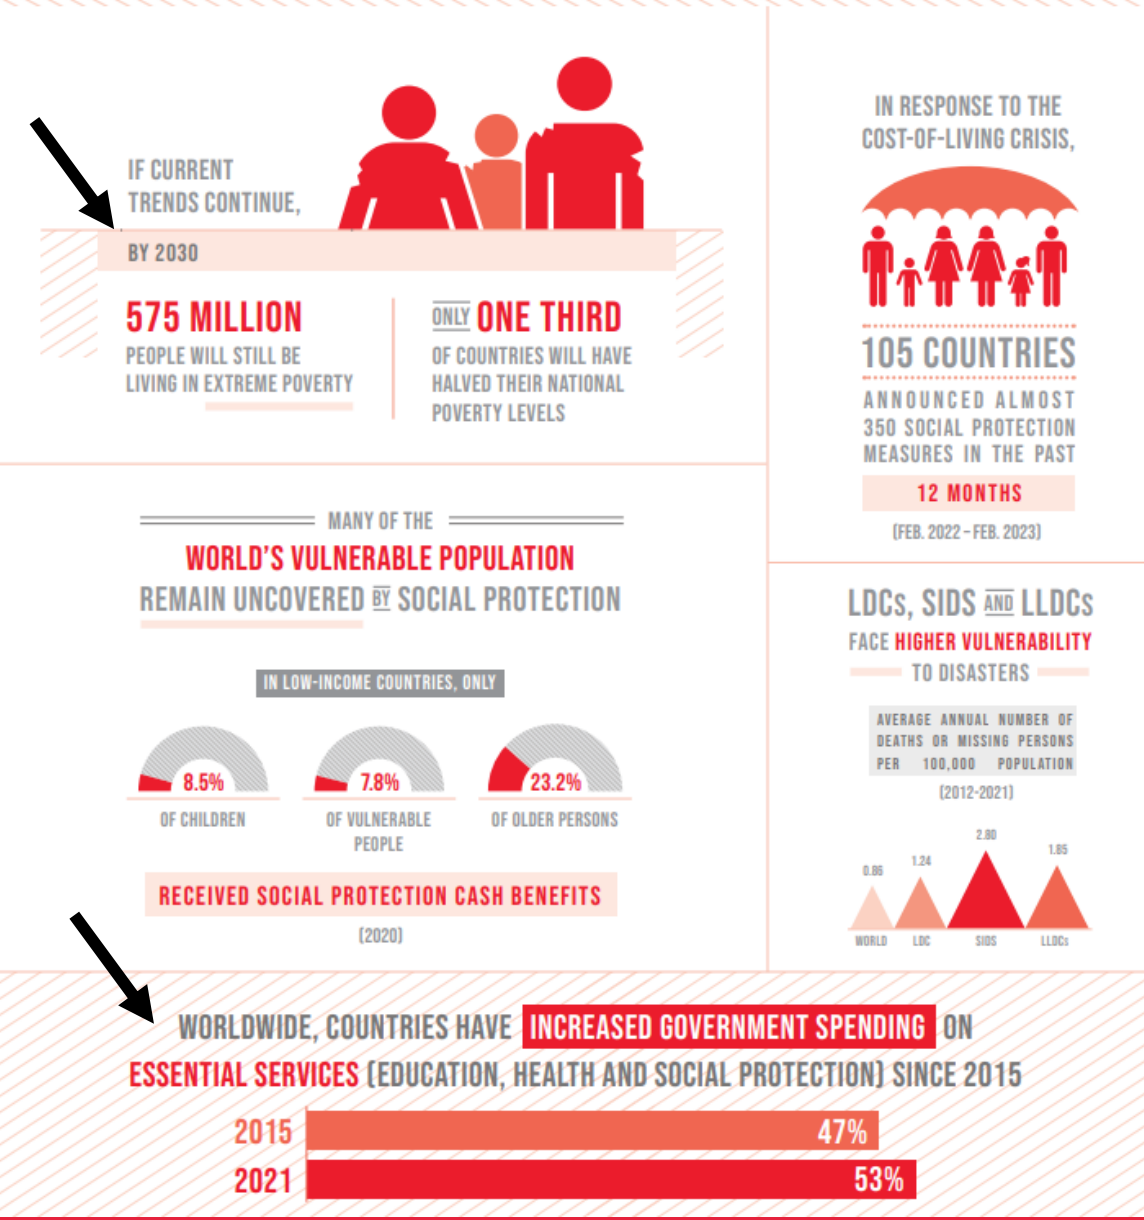 IF CURRENT
TRENDS CONTINUE,
BY 2030
575 MILLION
PEOPLE WILL STILL BE
LIVING IN EXTREME POVERTY
ONLY ONE THIRD
OF COUNTRIES WILL HAVE
HALVED THEIR NATIONAL
POVERTY LEVELS
IN RESPONSE TO THE
COST-OF-LIVING CRISIS,
105 COUNTRIES
ANNOUNCED ALMOST
350 SOCIAL PROTECTION
MEASURES IN THE PAST
12 MONTHS
(FEB. 2022 – FEB. 2023)
MANY OF THE
WORLD'S VULNERABLE POPULATION
REMAIN UNCOVERED BY SOCIAL PROTECTION
IN LOW-INCOME COUNTRIES, ONLY
8.5% 7.8% 23.2%
OF CHILDREN OF VULNERABLE OF OLDER PERSONS
PEOPLE
RECEIVED SOCIAL PROTECTION CASH BENEFITS
(2020)
LDCs, SIDS AND LLDCs
FACE HIGHER VULNERABILITY
TO DISASTERS
AVERAGE ANNUAL NUMBER OF
DEATHS OR MISSING PERSONS
PER 100,000 POPULATION
(2012-2021)
0.86 1.24 2.80 1.85
WORLD LDC SIDS LLDCs
WORLDWIDE, COUNTRIES HAVE INCREASED GOVERNMENT SPENDING ON
ESSENTIAL SERVICES (EDUCATION, HEALTH AND SOCIAL PROTECTION) SINCE 2015
2015 47%
2021 53%